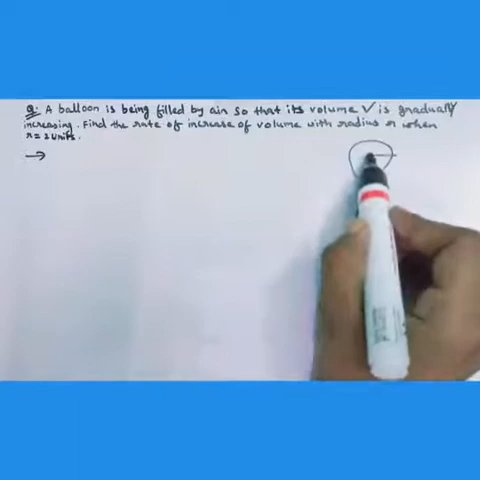 Q. A balloon is being filled by air so that its volume V is gradually
increasing. Find the rate of increase of volume with radius r when
r = 2 units.
→